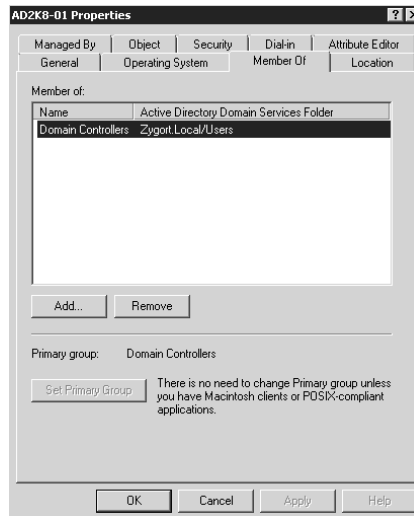 AD2K8-01 Properties
Managed By Object Security Dial-in Attribute Editor
General Operating System Member Of Location
Member of:
Name Active Directory Domain Services Folder
Domain Controllers Zygort.Local/Users
Add... Remove
Primary group: Domain Controllers
Set Primary Group
There is no need to change Primary group unless
you have Macintosh clients or POSIX-compliant
applications.
OK Cancel Apply Help